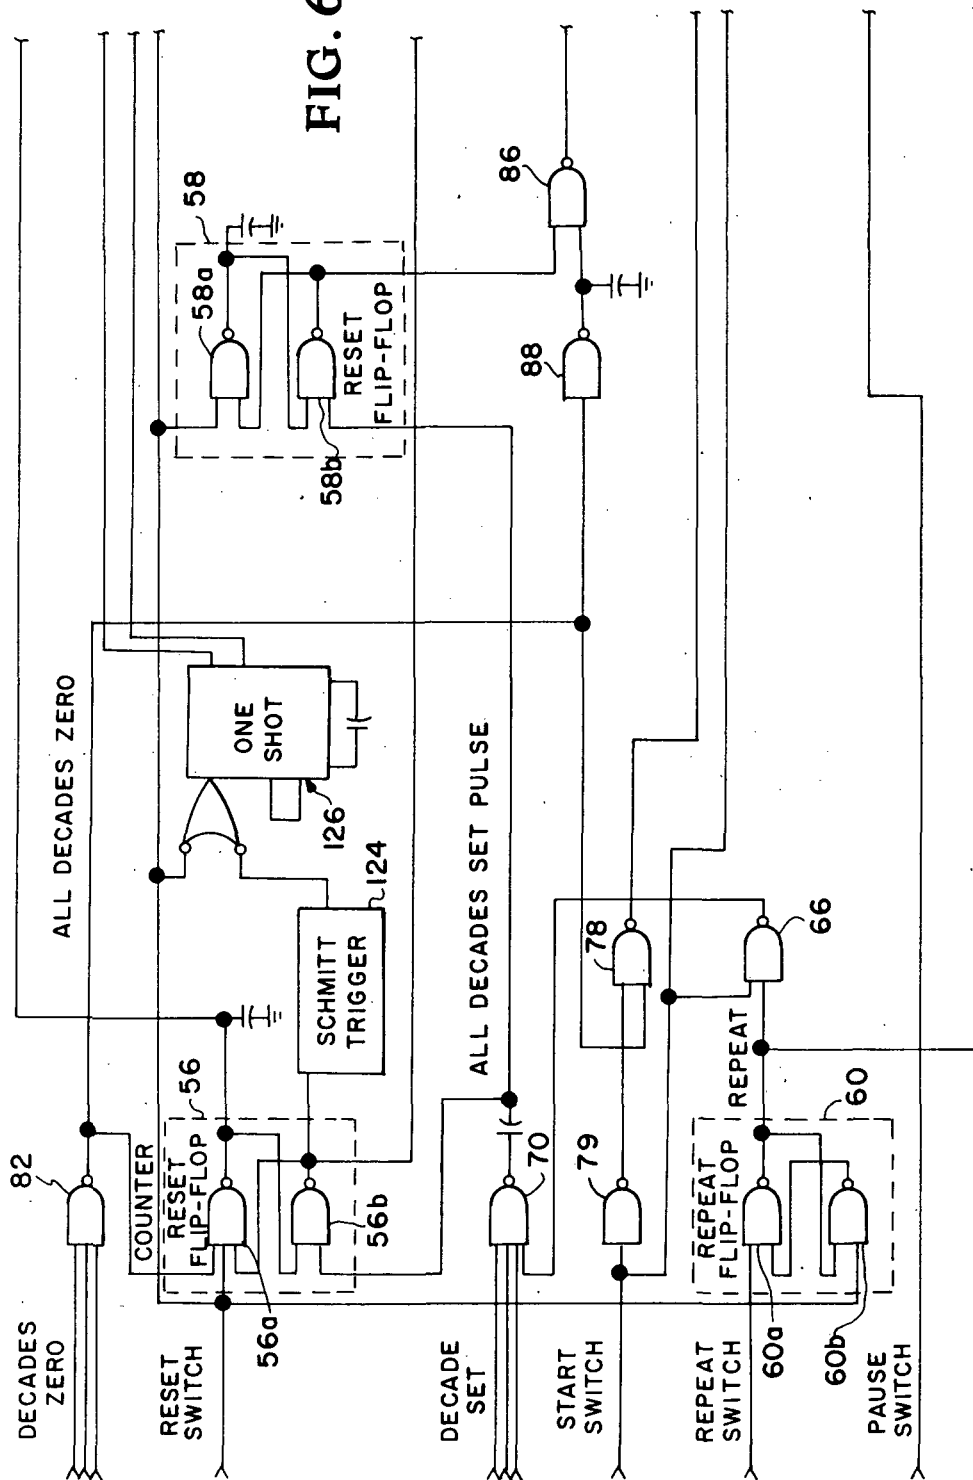 FIG. 6
DECADES
ZERO
82
ALL DECADES ZERO
COUNTER
RESET
SWITCH
RESET
FLIP-FLOP
56
56a
56b
SCHMITT
TRIGGER
124
ONE
SHOT
126
58
58a
58b
RESET
FLIP-FLOP
DECADE
SET
70
ALL DECADES SET PULSE
86
88
START
SWITCH
79
78
REPEAT
SWITCH
REPEAT
FLIP-FLOP
60
60a
60b
REPEAT
66
PAUSE
SWITCH